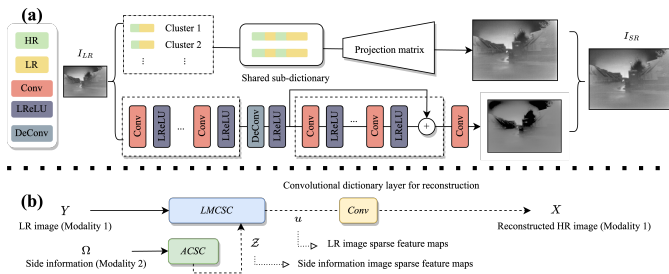 (a)
HR
LR
Conv
LReLU
DeConv
I_LR
Cluster 1
Cluster 2
Shared sub-dictionary
Projection matrix
I_SR
Conv
LReLU
...
Conv
LReLU
DeConv
LReLU
Conv
LReLU
...
Conv
LReLU
+
Conv
(b)
Convolutional dictionary layer for reconstruction
Y
LMCSC
u
Conv
X
LR image (Modality 1)
Reconstructed HR image (Modality 1)
Ω
ACSC
Z
LR image sparse feature maps
Side information (Modality 2)
Side information image sparse feature maps